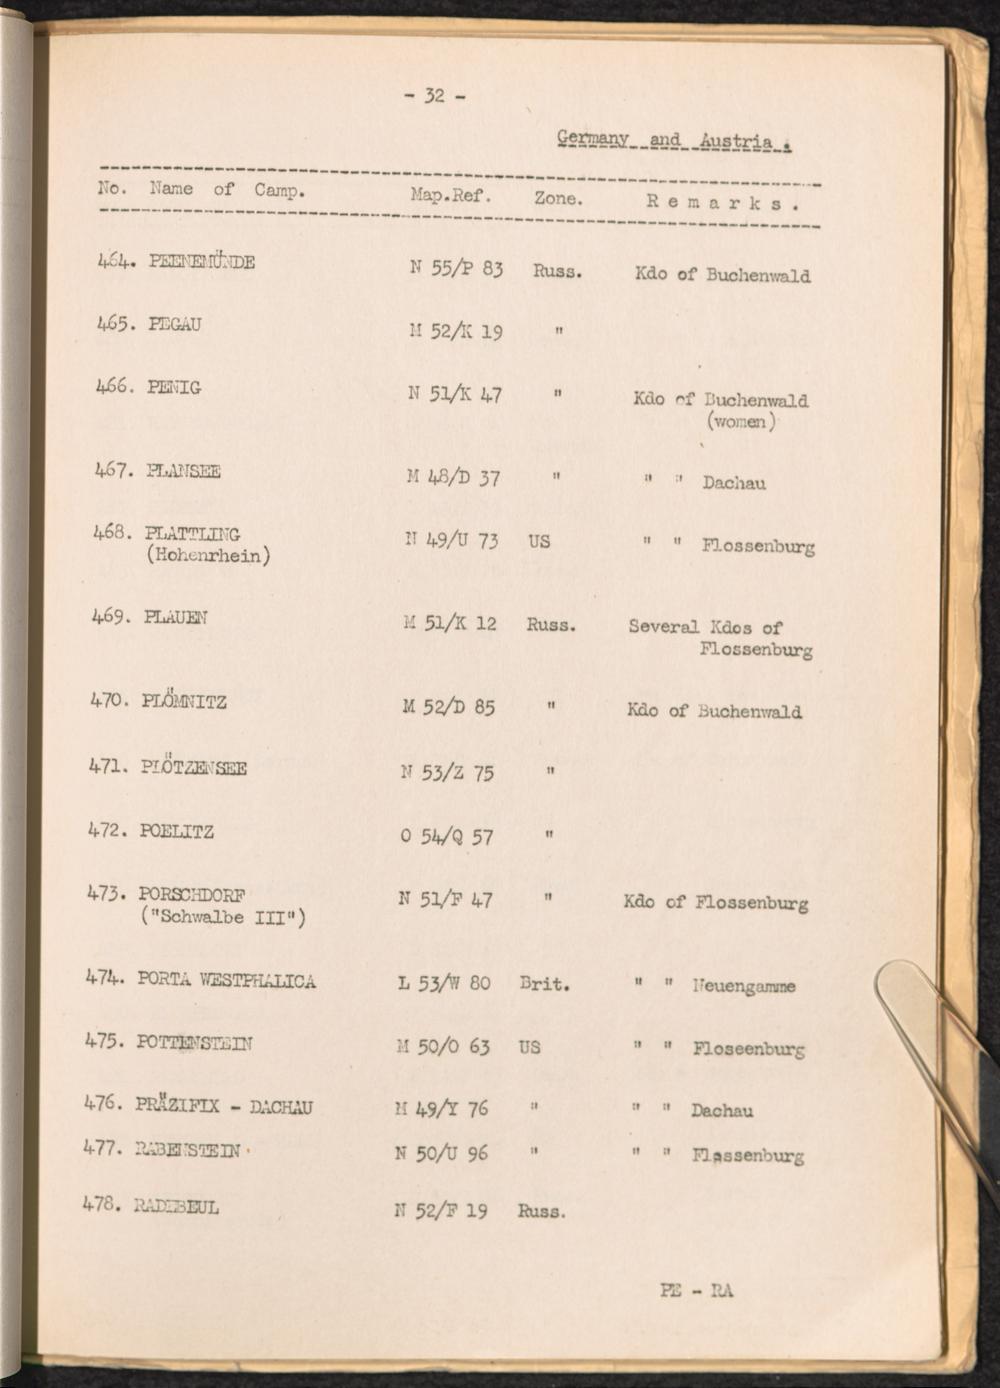 - 32 -
Germany and Austria.
No. Name of Camp. Map.Ref. Zone. Remarks.
464. PEENEMÜNDE N 55/P 83 Russ. Kdo of Buchenwald
465. PEGAU M 52/K 19 "
466. PENIG N 51/K 47 " Kdo of Buchenwald
(women)
467. PLANSEE M 48/D 37 " " " Dachau
468. PLATTLING N 49/U 73 US " " Flossenburg
(Hohenrhein)
469. PLAUEN M 51/K 12 Russ. Several Kdos of
Flossenburg
470. PLÖMNITZ M 52/D 85 " Kdo of Buchenwald
471. PLÖTZENSEE N 53/Z 75 "
472. POELITZ O 54/Q 57 "
473. PORSCHDORF N 51/F 47 " Kdo of Flossenburg
("Schwalbe III")
474. PORTA WESTPHALICA L 53/W 80 Brit. " " Neuengamme
475. POTTENSTEIN M 50/O 63 US " " Floseenburg
476. PRÄZIFIX - DACHAU M 49/Y 76 " " " Dachau
477. RABENSTEIN N 50/U 96 " " " Flossenburg
478. RADEBEUL N 52/F 19 Russ.
PE - RA